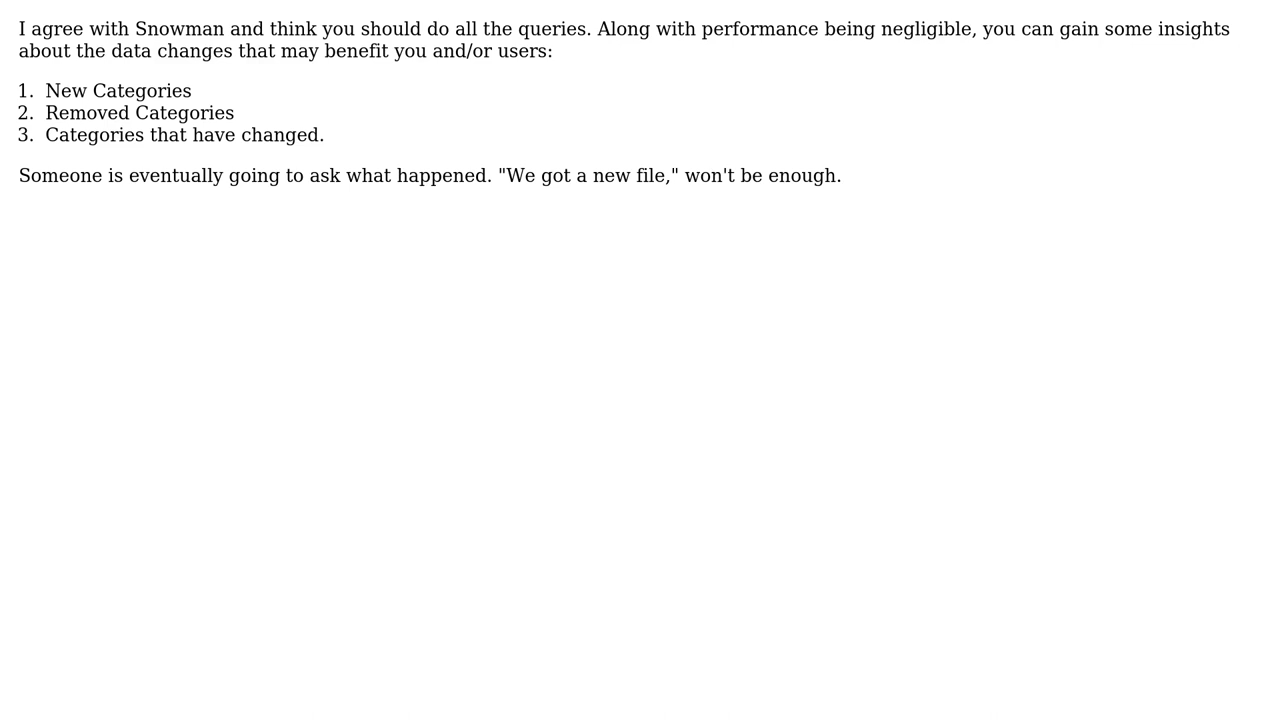 I agree with Snowman and think you should do all the queries. Along with performance being negligible, you can gain some insights
about the data changes that may benefit you and/or users:
1. New Categories
2. Removed Categories
3. Categories that have changed.
Someone is eventually going to ask what happened. "We got a new file," won't be enough.